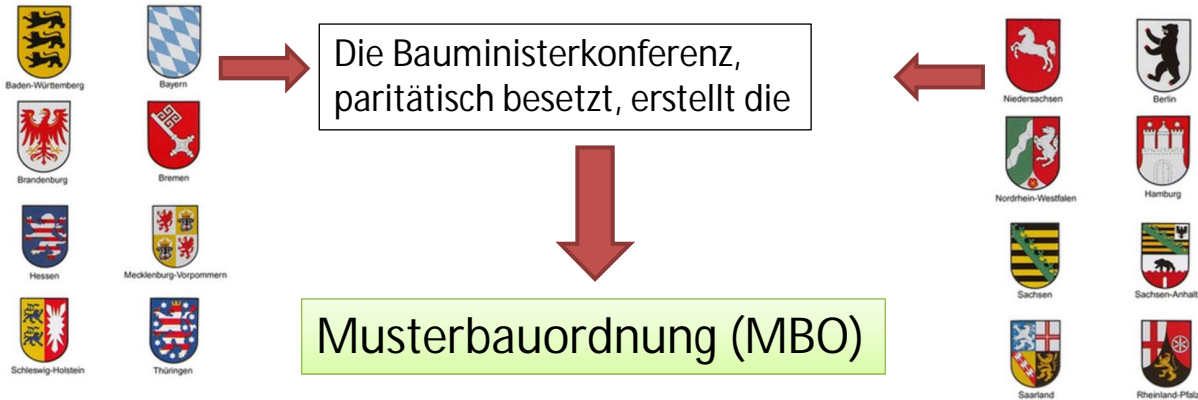 Baden-Württemberg
Bayern
Brandenburg
Bremen
Hessen
Mecklenburg-Vorpommern
Schleswig-Holstein
Thüringen
Die Bauministerkonferenz,
paritätisch besetzt, erstellt die
Musterbauordnung (MBO)
Niedersachsen
Berlin
Nordrhein-Westfalen
Hamburg
Sachsen
Sachsen-Anhalt
Saarland
Rheinland-Pfalz